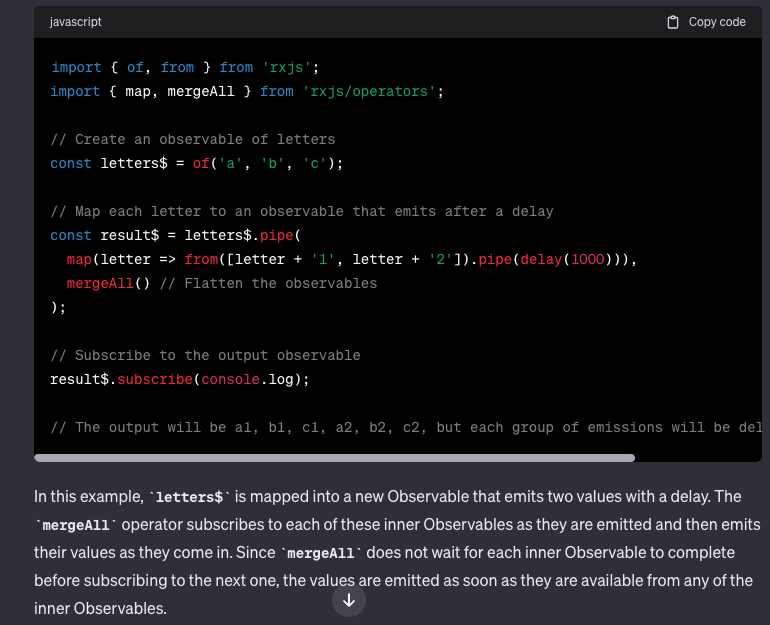 javascript
Copy code
import { of, from } from 'rxjs';
import { map, mergeAll } from 'rxjs/operators';
// Create an observable of letters
const letters$ = of('a', 'b', 'c');
// Map each letter to an observable that emits after a delay
const result$ = letters$.pipe(
  map(letter => from([letter + '1', letter + '2']).pipe(delay(1000))),
  mergeAll() // Flatten the observables
);
// Subscribe to the output observable
result$.subscribe(console.log);
// The output will be a1, b1, c1, a2, b2, c2, but each group of emissions will be del
In this example, `letters$` is mapped into a new Observable that emits two values with a delay. The
`mergeAll` operator subscribes to each of these inner Observables as they are emitted and then emits
their values as they come in. Since `mergeAll` does not wait for each inner Observable to complete
before subscribing to the next one, the values are emitted as soon as they are available from any of the
inner Observables.